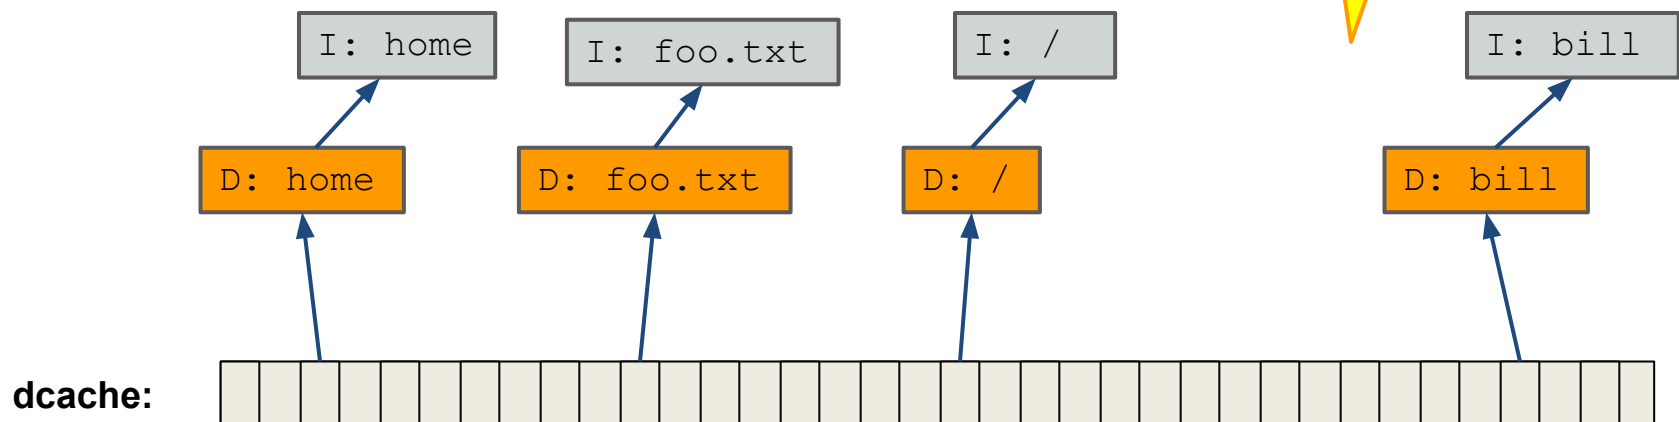 I: home
I: foo.txt
I: /
I: bill
D: home
D: foo.txt
D: /
D: bill
dcache: